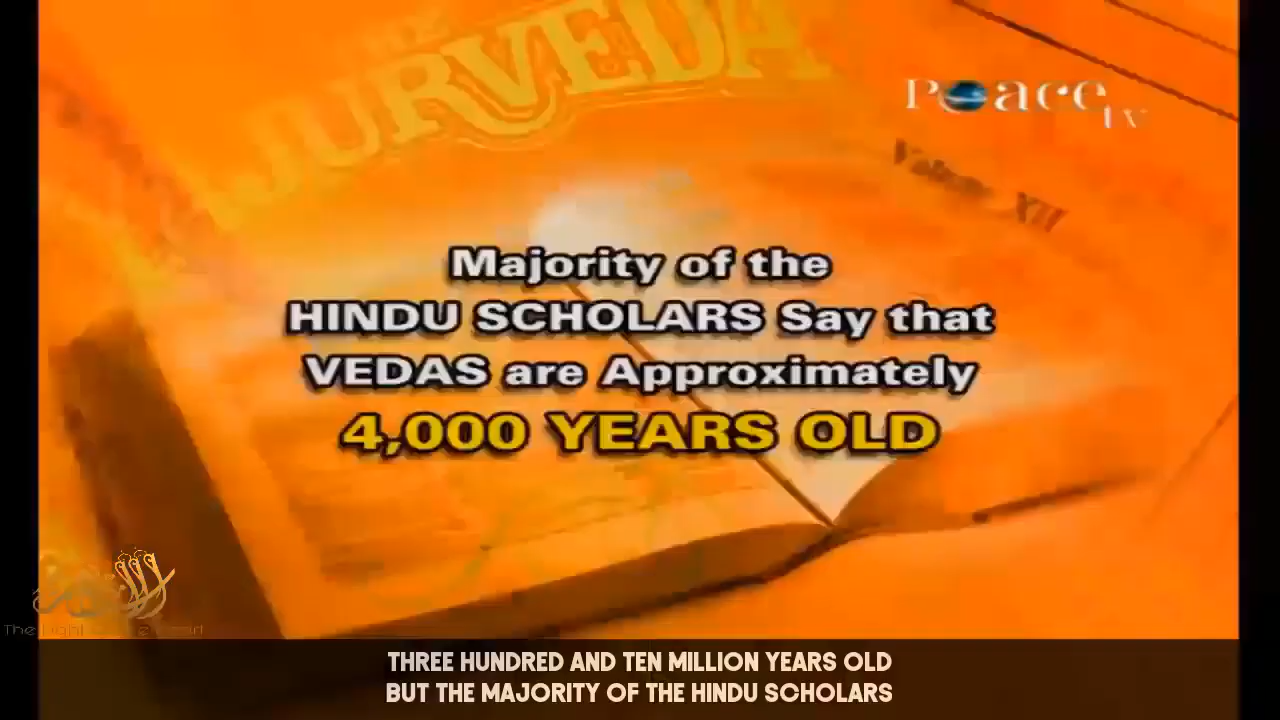 JURVEDA
Peace
tv
XII
Majority of the
HINDU SCHOLARS Say that
VEDAS are Approximately
4,000 YEARS OLD
THREE HUNDRED AND TEN MILLION YEARS OLD
BUT THE MAJORITY OF THE HINDU SCHOLARS